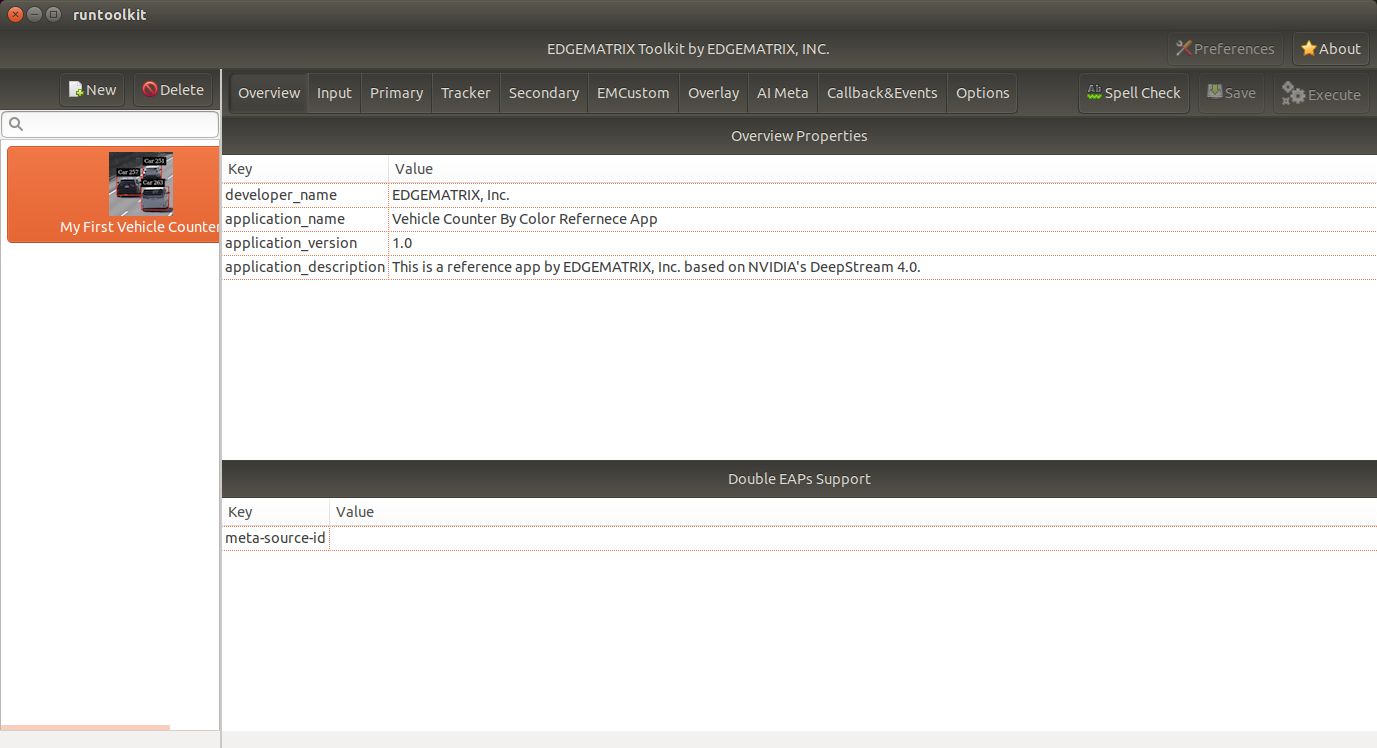 runtoolkit
EDGEMATRIX Toolkit by EDGEMATRIX, INC.
Preferences
About
New
Delete
Overview
Input
Primary
Tracker
Secondary
EMCustom
Overlay
AI Meta
Callback&Events
Options
Spell Check
Save
Execute
Car 251
Car 257
Car 263
My First Vehicle Counter
Overview Properties
Key Value
developer_name EDGEMATRIX, Inc.
application_name Vehicle Counter By Color Refernece App
application_version 1.0
application_description This is a reference app by EDGEMATRIX, Inc. based on NVIDIA's DeepStream 4.0.
Double EAPs Support
Key Value
meta-source-id